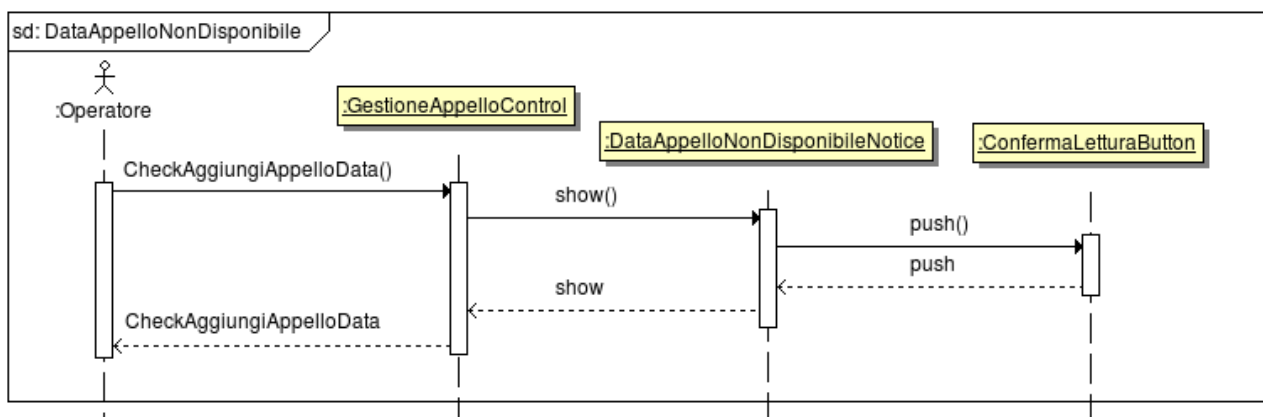 sd: DataAppelloNonDisponibile
:Operatore
:GestioneAppelloControl
:DataAppelloNonDisponibileNotice
:ConfermaLetturaButton
CheckAggiungiAppelloData()
show()
push()
push
show
CheckAggiungiAppelloData